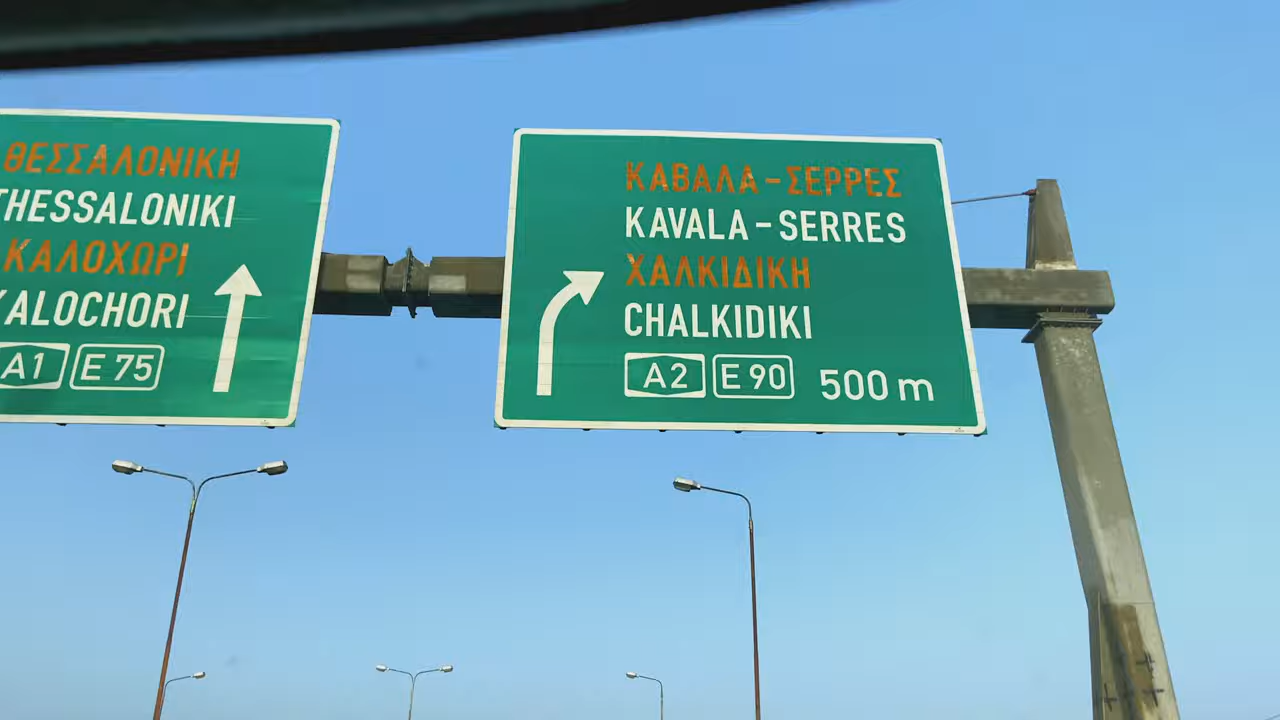 ΘΕΣΣΑΛΟΝΙΚΗ
THESSALONIKI
ΚΑΛΟΧΩΡΙ
KALOCHORI
A1 E 75
ΚΑΒΑΛΑ-ΣΕΡΡΕΣ
KAVALA-SERRES
ΧΑΛΚΙΔΙΚΗ
CHALKIDIKI
A2 E 90 500 m